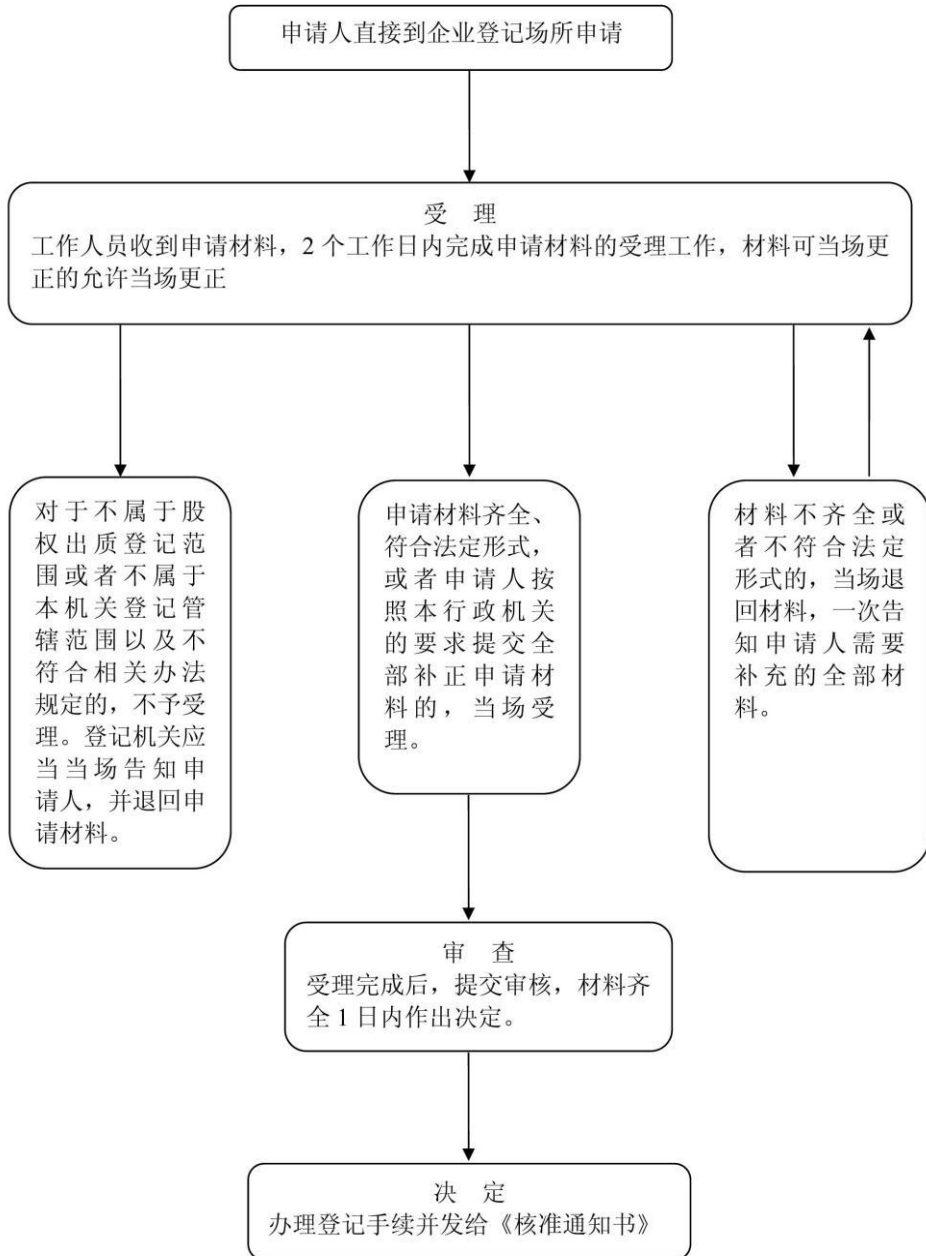 申请人直接到企业登记场所申请
受 理
工作人员收到申请材料，2 个工作日内完成申请材料的受理工作，材料可当场更
正的允许当场更正
对于不属于股
权出质登记范
围或者不属于
本机关登记管
辖范围以及不
符合相关办法
规定的，不予受
理。登记机关应
当当场告知申
请人，并退回申
请材料。
申请材料齐全、
符合法定形式，
或者申请人按
照本行政机关
的要求提交全
部补正申请材
料的，当场受
理。
材料不齐全或
者不符合法定
形式的，当场退
回材料，一次告
知申请人需要
补充的全部材
料。
审 查
受理完成后，提交审核，材料齐
全 1 日内作出决定。
决 定
办理登记手续并发给《核准通知书》